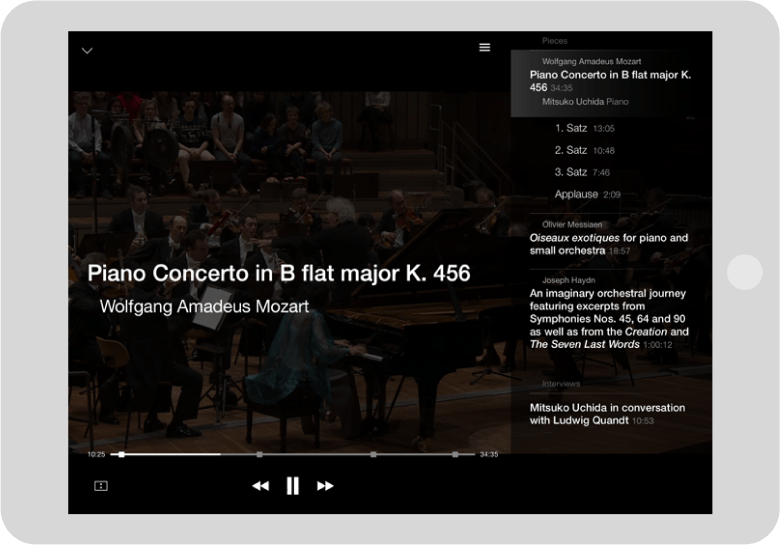 Pieces
Wolfgang Amadeus Mozart
Piano Concerto in B flat major K.
456 34:35
Mitsuko Uchida Piano
1. Satz 13:05
2. Satz 10:48
3. Satz 7:46
Applause 2:09
Olivier Messiaen
Oiseaux exotiques for piano and
small orchestra 18:57
Joseph Haydn
An imaginary orchestral journey
featuring excerpts from
Symphonies Nos. 45, 64 and 90
as well as from the Creation and
The Seven Last Words 1:00:12
Interviews
Mitsuko Uchida in conversation
with Ludwig Quandt 10:53
Piano Concerto in B flat major K. 456
Wolfgang Amadeus Mozart
10:25 34:35